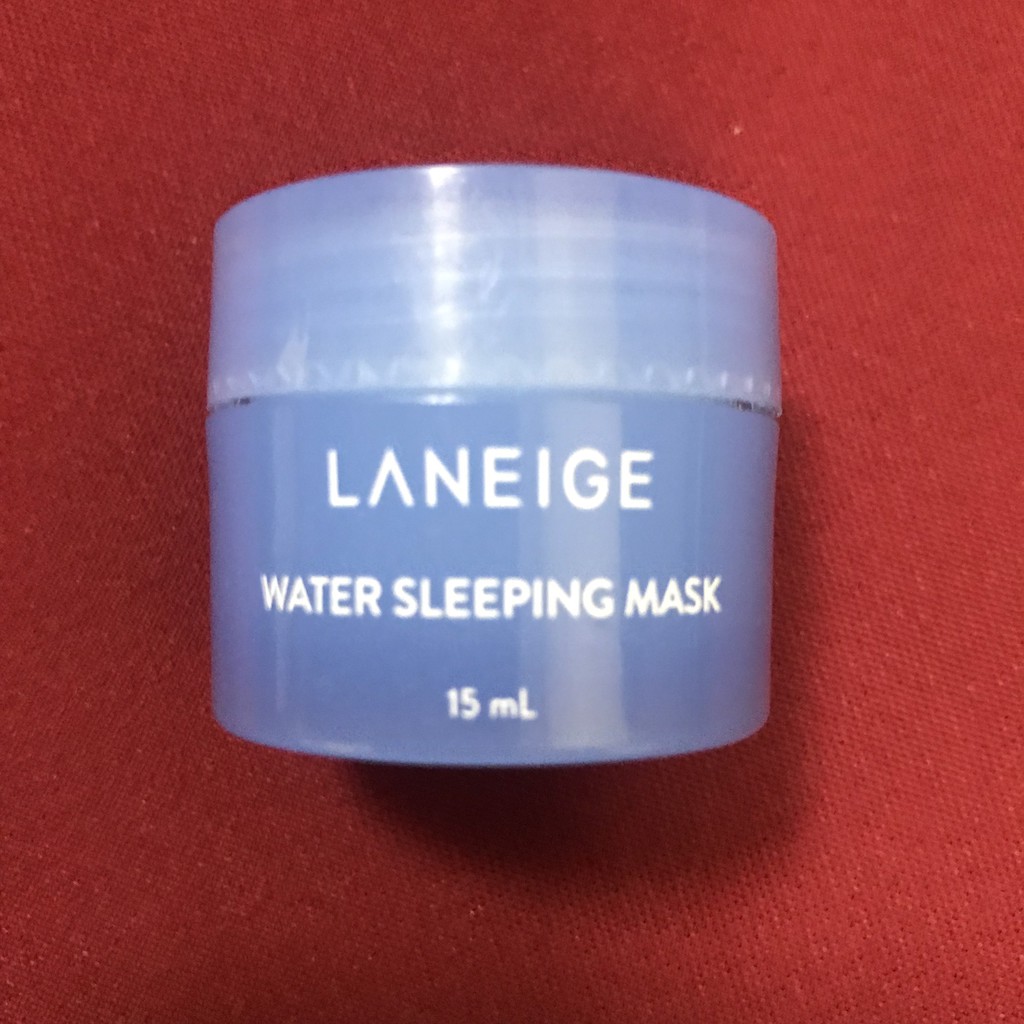 LANEIGE
WATER SLEEPING MASK
15 mL